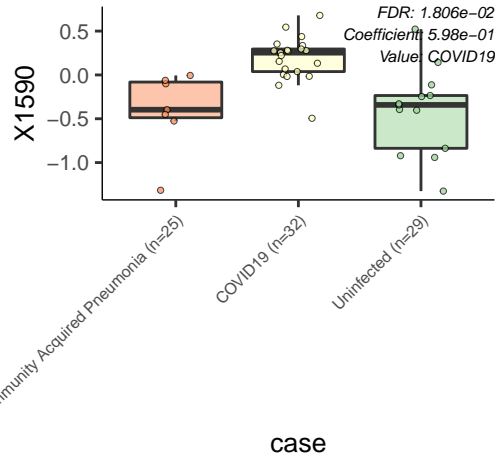 FDR: 1.806e-02
Coefficient: 5.98e-01
Value: COVID19
X1590
0.5
0.0
−0.5
−1.0
Acquired Pneumonia (n=25)
COVID19 (n=32)
Uninfected (n=29)
case